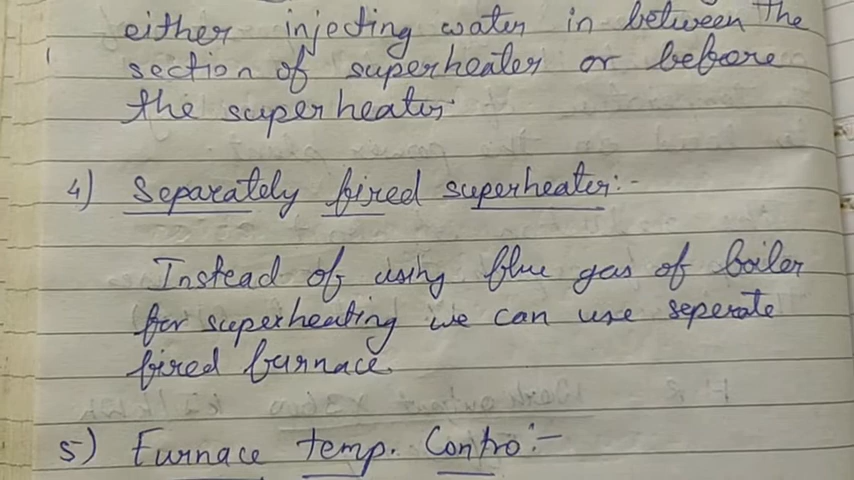 either injecting water in between the
section of superheater or before
the superheater.
4) Separately fired superheater:-
Instead of using flue gas of boiler
for superheating we can use seperate
fired furnace.
5) Furnace temp. Contro:-